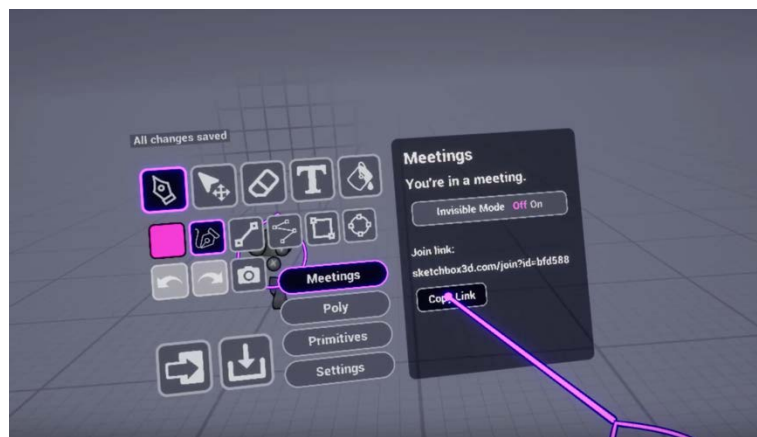 All changes saved
T
Meetings
Poly
Primitives
Settings
Meetings
You're in a meeting.
Invisible Mode Off On
Join link:
sketchbox3d.com/join?id=bfd588
Copy Link